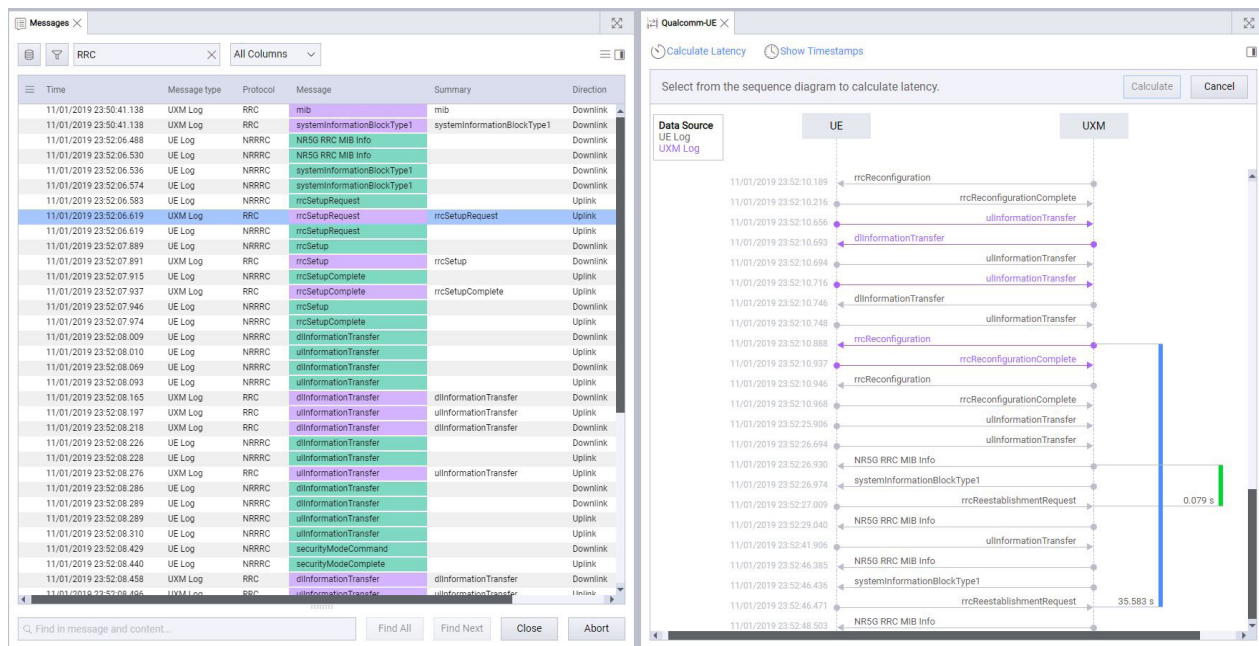 Messages
RRC
All Columns
Time Message type Protocol Message Summary Direction
11/01/2019 23:50:41.138 UXM Log RRC mib mib Downlink
11/01/2019 23:50:41.138 UXM Log RRC systemInformationBlockType1 systemInformationBlockType1 Downlink
11/01/2019 23:52:06.488 UE Log NRRRC NR5G RRC MIB Info Downlink
11/01/2019 23:52:06.530 UE Log NRRRC NR5G RRC MIB Info Downlink
11/01/2019 23:52:06.536 UE Log NRRRC systemInformationBlockType1 Downlink
11/01/2019 23:52:06.574 UE Log NRRRC systemInformationBlockType1 Downlink
11/01/2019 23:52:06.583 UE Log NRRRC rrcSetupRequest Uplink
11/01/2019 23:52:06.619 UXM Log RRC rrcSetupRequest rrcSetupRequest Uplink
11/01/2019 23:52:06.619 UE Log NRRRC rrcSetupRequest Uplink
11/01/2019 23:52:07.889 UE Log NRRRC rrcSetup Downlink
11/01/2019 23:52:07.891 UXM Log RRC rrcSetup rrcSetup Downlink
11/01/2019 23:52:07.915 UE Log NRRRC rrcSetupComplete Uplink
11/01/2019 23:52:07.937 UXM Log RRC rrcSetupComplete rrcSetupComplete Uplink
11/01/2019 23:52:07.946 UE Log NRRRC rrcSetup Downlink
11/01/2019 23:52:07.974 UE Log NRRRC rrcSetupComplete Uplink
11/01/2019 23:52:08.009 UE Log NRRRC dlInformationTransfer Downlink
11/01/2019 23:52:08.010 UE Log NRRRC ulInformationTransfer Uplink
11/01/2019 23:52:08.069 UE Log NRRRC dlInformationTransfer Downlink
11/01/2019 23:52:08.093 UE Log NRRRC ulInformationTransfer Uplink
11/01/2019 23:52:08.165 UXM Log RRC dlInformationTransfer dlInformationTransfer Downlink
11/01/2019 23:52:08.197 UXM Log RRC ulInformationTransfer ulInformationTransfer Uplink
11/01/2019 23:52:08.218 UXM Log RRC dlInformationTransfer dlInformationTransfer Downlink
11/01/2019 23:52:08.226 UE Log NRRRC dlInformationTransfer Downlink
11/01/2019 23:52:08.228 UE Log NRRRC ulInformationTransfer Uplink
11/01/2019 23:52:08.276 UXM Log RRC ulInformationTransfer ulInformationTransfer Uplink
11/01/2019 23:52:08.286 UE Log NRRRC dlInformationTransfer Downlink
11/01/2019 23:52:08.289 UE Log NRRRC dlInformationTransfer Downlink
11/01/2019 23:52:08.289 UE Log NRRRC ulInformationTransfer Uplink
11/01/2019 23:52:08.310 UE Log NRRRC ulInformationTransfer Uplink
11/01/2019 23:52:08.429 UE Log NRRRC securityModeCommand Downlink
11/01/2019 23:52:08.440 UE Log NRRRC securityModeComplete Uplink
11/01/2019 23:52:08.458 UXM Log RRC dlInformationTransfer dlInformationTransfer Downlink
11/01/2019 23:52:08.496 UXM Log RRC ulInformationTransfer ulInformationTransfer Uplink
Find in message and content...
Find All Find Next Close Abort
Qualcomm-UE
Calculate Latency Show Timestamps
Select from the sequence diagram to calculate latency. Calculate Cancel
Data Source
UE Log
UXM Log
UE UXM
11/01/2019 23:52:10.189 rrcReconfiguration
11/01/2019 23:52:10.216 rrcReconfigurationComplete
11/01/2019 23:52:10.656 ulInformationTransfer
11/01/2019 23:52:10.693 dlInformationTransfer
11/01/2019 23:52:10.694 ulInformationTransfer
11/01/2019 23:52:10.716 ulInformationTransfer
11/01/2019 23:52:10.746 dlInformationTransfer
11/01/2019 23:52:10.748 ulInformationTransfer
11/01/2019 23:52:10.888 rrcReconfiguration
11/01/2019 23:52:10.937 rrcReconfigurationComplete
11/01/2019 23:52:10.946 rrcReconfiguration
11/01/2019 23:52:10.968 rrcReconfigurationComplete
11/01/2019 23:52:25.906 ulInformationTransfer
11/01/2019 23:52:26.694 ulInformationTransfer
11/01/2019 23:52:26.930 NR5G RRC MIB Info
11/01/2019 23:52:26.974 systemInformationBlockType1
11/01/2019 23:52:27.009 rrcReestablishmentRequest 0.079 s
11/01/2019 23:52:29.040 NR5G RRC MIB Info
11/01/2019 23:52:41.906 ulInformationTransfer
11/01/2019 23:52:46.385 NR5G RRC MIB Info
11/01/2019 23:52:46.436 systemInformationBlockType1
11/01/2019 23:52:46.471 rrcReestablishmentRequest 35.583 s
11/01/2019 23:52:48.503 NR5G RRC MIB Info